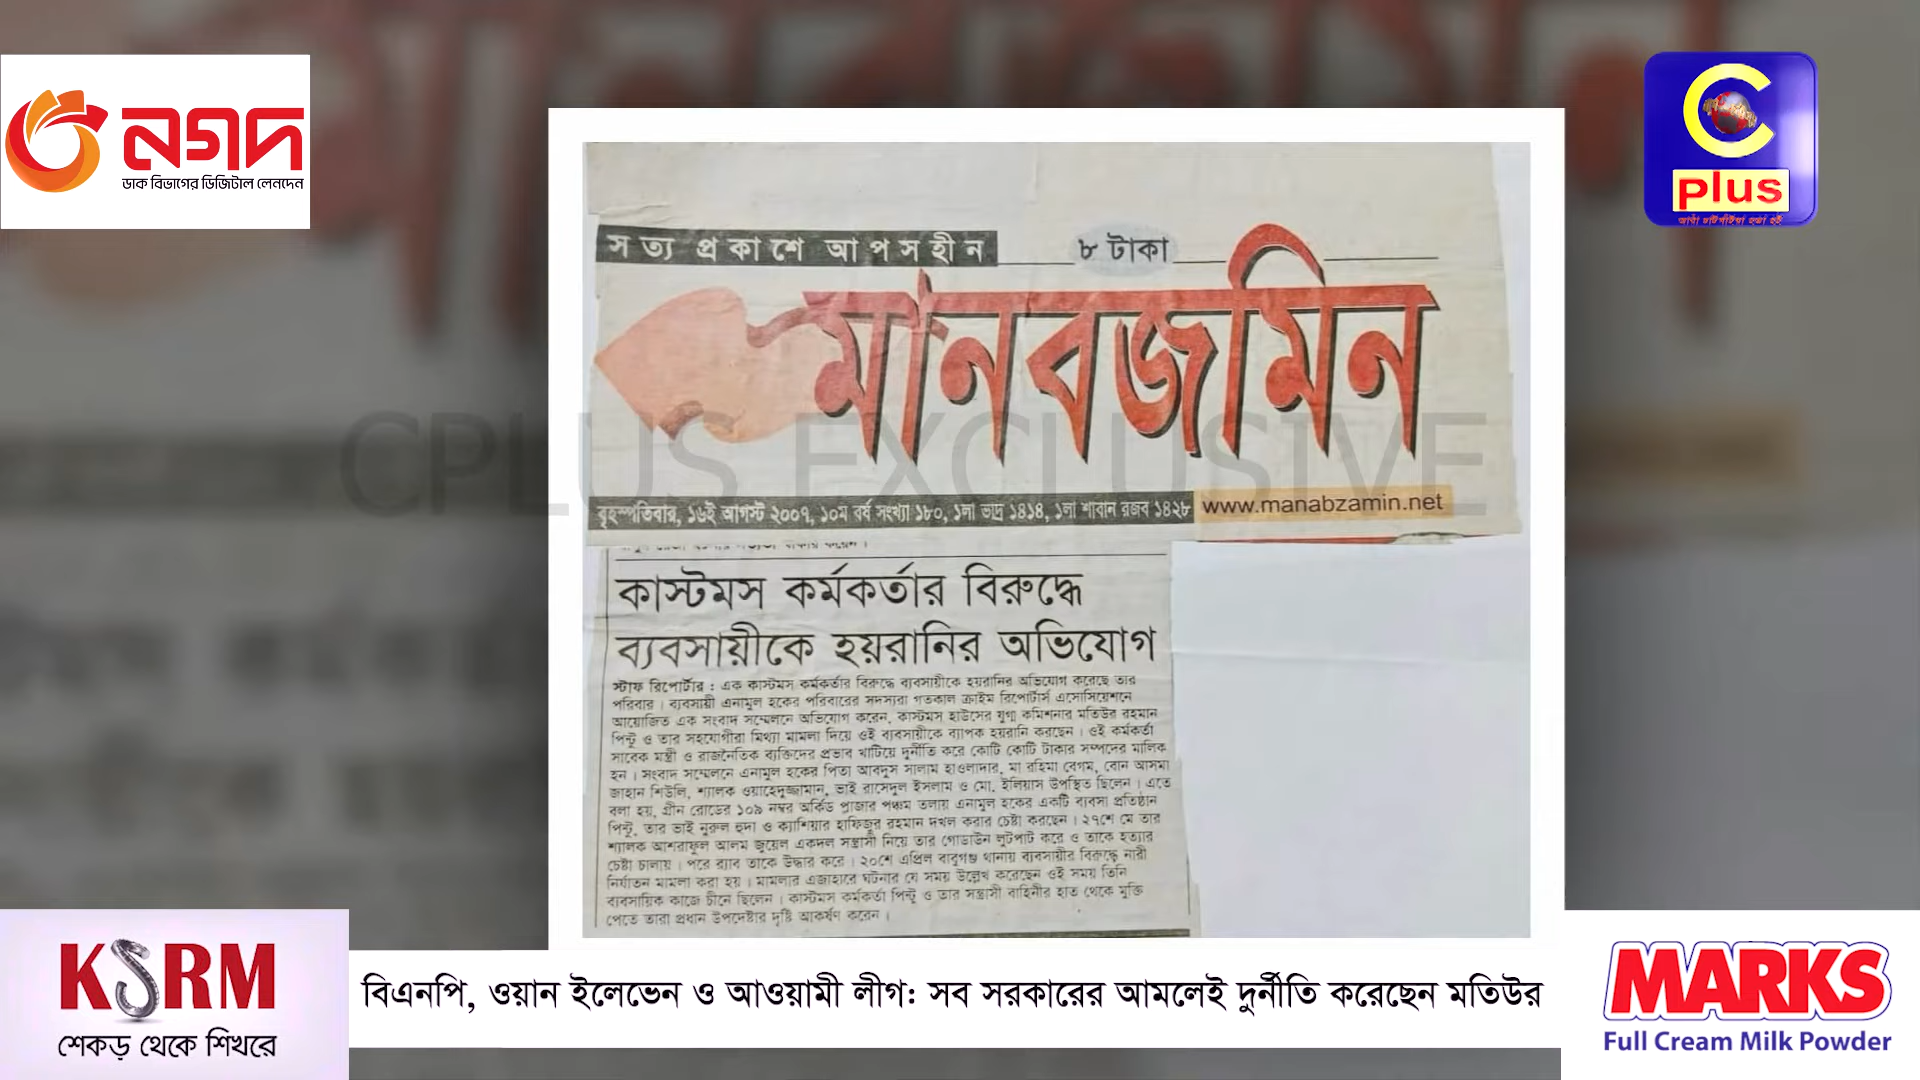 নগদ
ডাক বিভাগের ডিজিটাল লেনদেন
C
plus
সত্য প্রকাশে আপসহীন
৮ টাকা
মানবজমিন
CPLUS EXCLUSIVE
বৃহস্পতিবার, ১৬ই আগস্ট ২০০৭, ১০ম বর্ষ সংখ্যা ১৮০, ১লা ভাদ্র ১৪১৪, ১লা শাবান রজব ১৪২৮
www.manabzamin.net
কাস্টমস কর্মকর্তার বিরুদ্ধে
ব্যবসায়ীকে হয়রানির অভিযোগ
স্টাফ রিপোর্টার : এক কাস্টমস কর্মকর্তার বিরুদ্ধে ব্যবসায়ীকে হয়রানির অভিযোগ করেছে তার
পরিবার। ব্যবসায়ী এনামুল হকের পরিবারের সদস্যরা গতকাল ক্রাইম রিপোর্টার্স এসোসিয়েশনে
আয়োজিত এক সংবাদ সম্মেলনে অভিযোগ করেন, কাস্টমস হাউসের যুগ্ম কমিশনার মতিউর রহমান
পিন্টু ও তার সহযোগীরা মিথ্যা মামলা দিয়ে ওই ব্যবসায়ীকে ব্যাপক হয়রানি করছেন। ওই কর্মকর্তা
সাবেক মন্ত্রী ও রাজনৈতিক ব্যক্তিদের প্রভাব খাটিয়ে দুর্নীতি করে কোটি কোটি টাকার সম্পদের মালিক
হন। সংবাদ সম্মেলনে এনামুল হকের পিতা আবদুস সালাম হাওলাদার, মা রহিমা বেগম, বোন আসমা
জাহান শিউলি, শ্যালক ওয়াহেদুজ্জামান, ভাই রাসেদুল ইসলাম ও মো. ইলিয়াস উপস্থিত ছিলেন। এতে
বলা হয়, গ্রীন রোডের ১০৯ নম্বর অর্কিড প্লাজার পঞ্চম তলায় এনামুল হকের একটি ব্যবসা প্রতিষ্ঠান
পিন্টু, তার ভাই নুরুল হুদা ও ক্যাশিয়ার হাফিজুর রহমান দখল করার চেষ্টা করছেন। ২৭শে মে তার
শ্যালক আশরাফুল আলম জুয়েল একদল সন্ত্রাসী নিয়ে তার গোডাউন লুটপাট করে ও তাকে হত্যার
চেষ্টা চালায়। পরে র‌্যাব তাকে উদ্ধার করে। ২০শে এপ্রিল বাবুগঞ্জ থানায় ব্যবসায়ীর বিরুদ্ধে নারী
নির্যাতন মামলা করা হয়। মামলার এজাহারে ঘটনার যে সময় উল্লেখ করেছেন ওই সময় তিনি
ব্যবসায়িক কাজে চীনে ছিলেন। কাস্টমস কর্মকর্তা পিন্টু ও তার সন্ত্রাসী বাহিনীর হাত থেকে মুক্তি
পেতে তারা প্রধান উপদেষ্টার দৃষ্টি আকর্ষণ করেন।
KSRM
শেকড় থেকে শিখরে
বিএনপি, ওয়ান ইলেভেন ও আওয়ামী লীগ: সব সরকারের আমলেই দুর্নীতি করেছেন মতিউর
MARKS
Full Cream Milk Powder